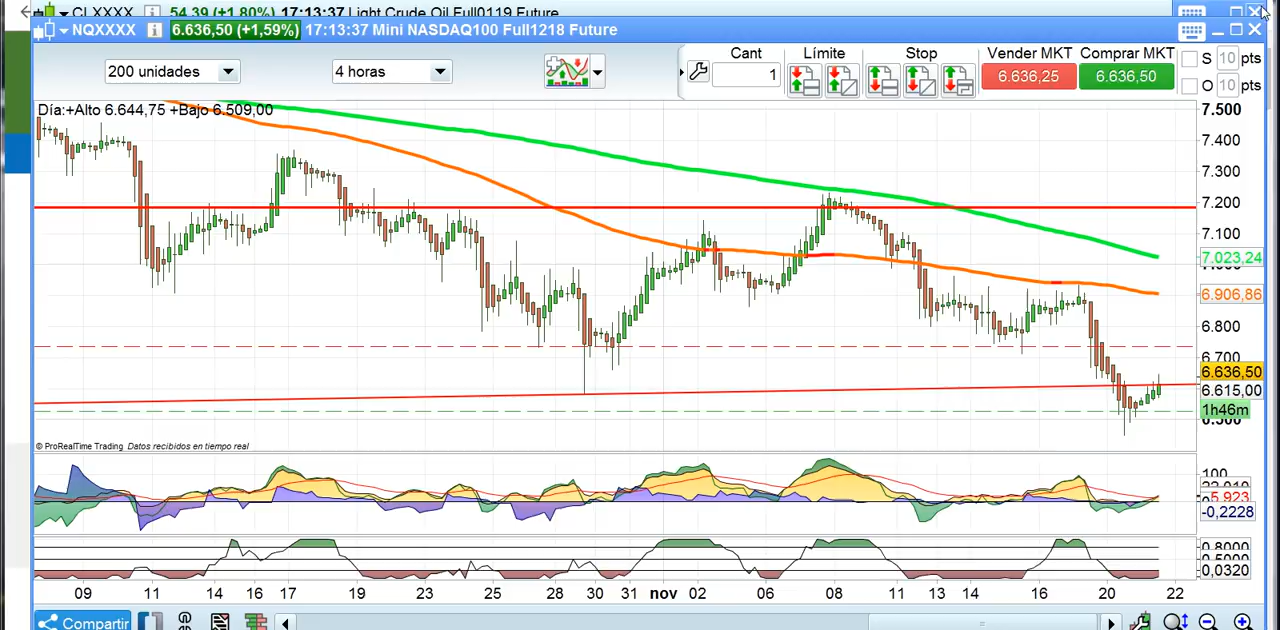 CLXXXX 54,39 (+1,80%) 17:13:37 Light Crude Oil Full0119 Future
NQXXXX 6.636,50 (+1,59%) 17:13:37 Mini NASDAQ100 Full1218 Future
200 unidades 4 horas
Cant Límite Stop Vender MKT Comprar MKT
1 6.636,25 6.636,50
S 10 pts
O 10 pts
Día:+Alto 6.644,75 +Bajo 6.509,00
7.500
7.400
7.300
7.200
7.100
7.023,24
6.906,86
6.800
6.700
6.636,50
6.615,00
1h46m
© ProRealTime Trading Datos recibidos en tiempo real
100
5.923
-0,2228
0.8000
0.5000
0.0320
09 11 14 16 17 19 23 25 28 30 31 nov 02 06 08 11 13 14 16 20 22
Compartir